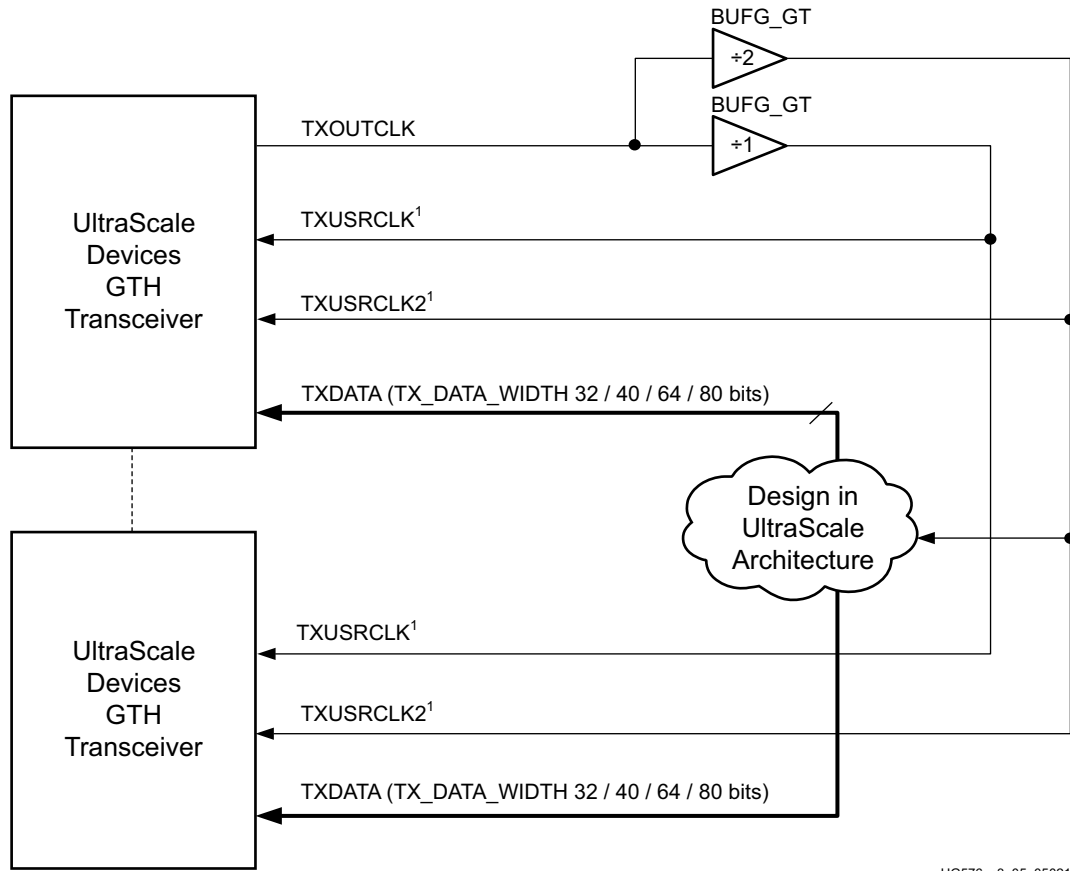 BUFG_GT
÷2
BUFG_GT
÷1
TXOUTCLK
TXUSRCLK¹
TXUSRCLK2¹
UltraScale
Devices
GTH
Transceiver
TXDATA (TX_DATA_WIDTH 32 / 40 / 64 / 80 bits)
Design in
UltraScale
Architecture
TXUSRCLK¹
TXUSRCLK2¹
UltraScale
Devices
GTH
Transceiver
TXDATA (TX_DATA_WIDTH 32 / 40 / 64 / 80 bits)